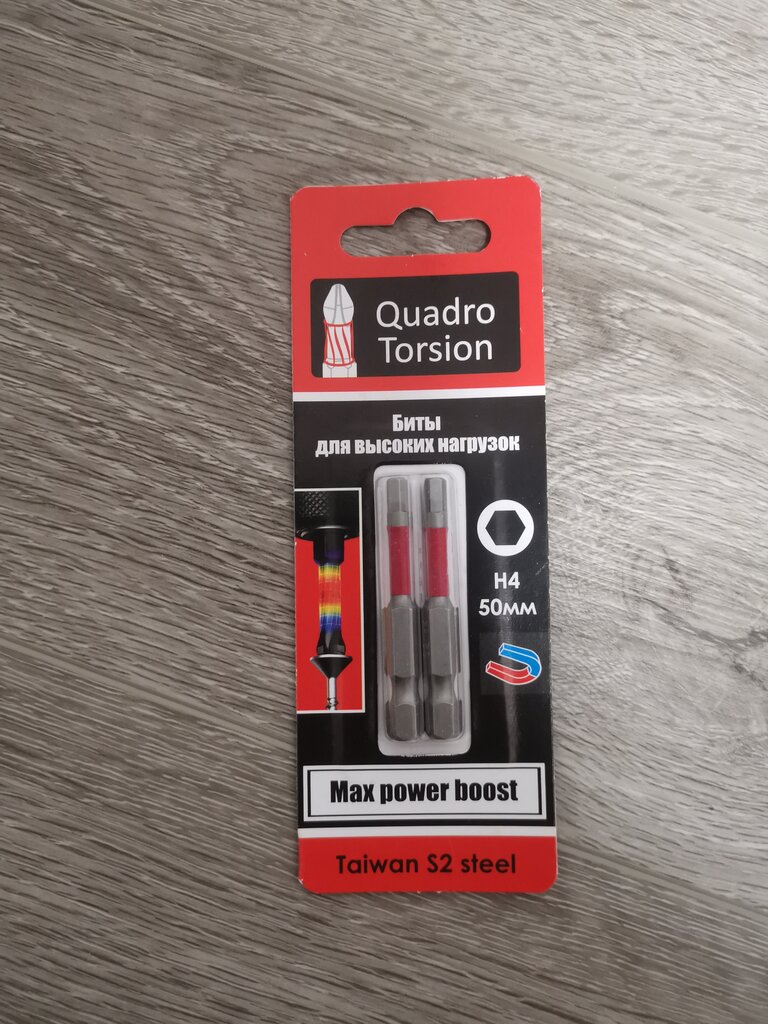 Quadro
Torsion
Биты
для высоких нагрузок
H4
50мм
Max power boost
Taiwan S2 steel